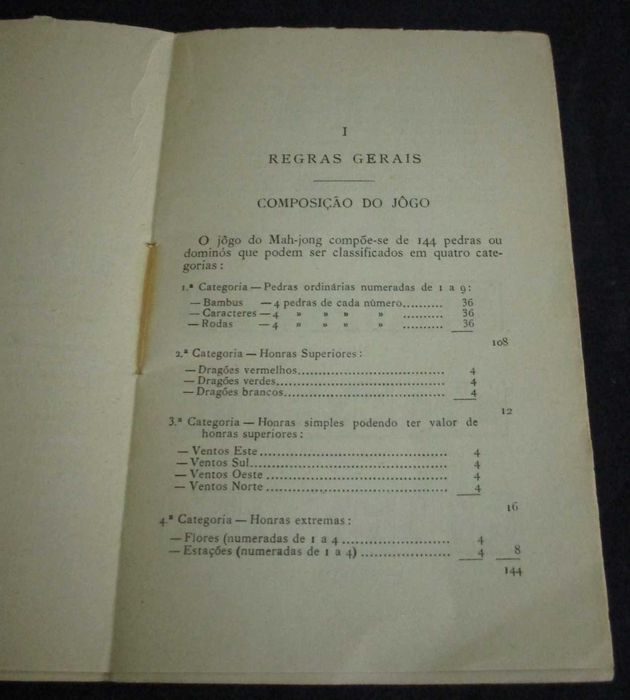 I
REGRAS GERAIS
COMPOSIÇÃO DO JÔGO
O jôgo do Mah-jong compõe-se de 144 pedras ou
dominós que podem ser classificados em quatro cate-
gorias:
1.ª Categoria — Pedras ordinárias numeradas de 1 a 9:
— Bambus — 4 pedras de cada número.......... 36
— Caracteres — 4 » » » » .......... 36
— Rodas — 4 » » » » .......... 36
108
2.ª Categoria — Honras Superiores:
— Dragões vermelhos.................................. 4
— Dragões verdes....................................... 4
— Dragões brancos..................................... 4
12
3.ª Categoria — Honras simples podendo ter valor de
honras superiores:
— Ventos Este............................................ 4
— Ventos Sul.............................................. 4
— Ventos Oeste.......................................... 4
— Ventos Norte.......................................... 4
16
4.ª Categoria — Honras extremas:
— Flores (numeradas de 1 a 4........................ 4
— Estações (numeradas de 1 a 4).................... 4 8
144